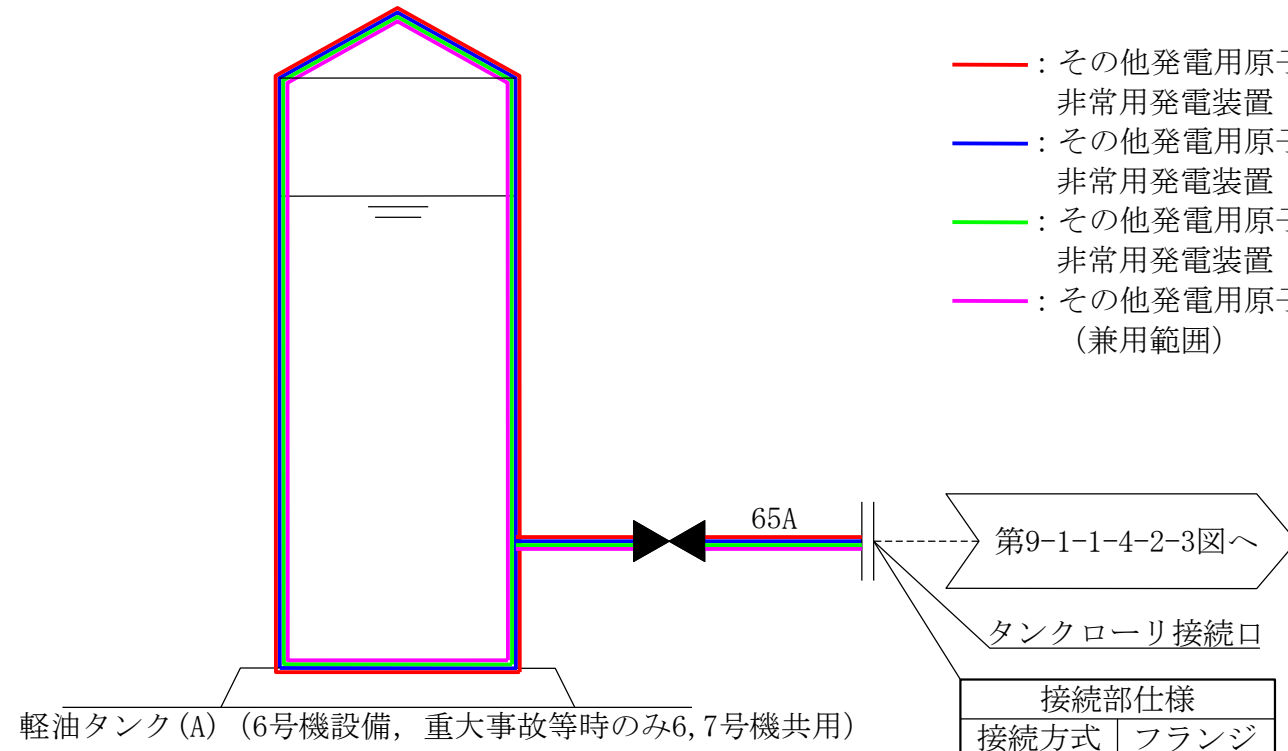 : その他発電用原子
非常用発電装置
: その他発電用原子
非常用発電装置
: その他発電用原子
非常用発電装置
: その他発電用原子
（兼用範囲）
65A
第9-1-1-4-2-3図へ
タンクローリ接続口
接続部仕様
接続方式 フランジ
軽油タンク(A) (6号機設備, 重大事故等時のみ6,7号機共用)